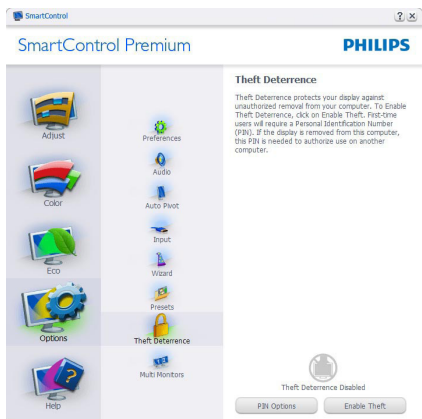 SmartControl
SmartControl Premium
PHILIPS
Adjust
Color
Eco
Options
Help
Preferences
Audio
Auto Pivot
Input
Wizard
Presets
Theft Deterrence
Multi Monitors
Theft Deterrence
Theft Deterrence protects your display against
unauthorized removal from your computer. To Enable
Theft Deterrence, click on Enable Theft. First-time
users will require a Personal Identification Number
(PIN). If the display is removed from this computer,
this PIN is needed to authorize use on another
computer.
Theft Deterrence Disabled
PIN Options
Enable Theft